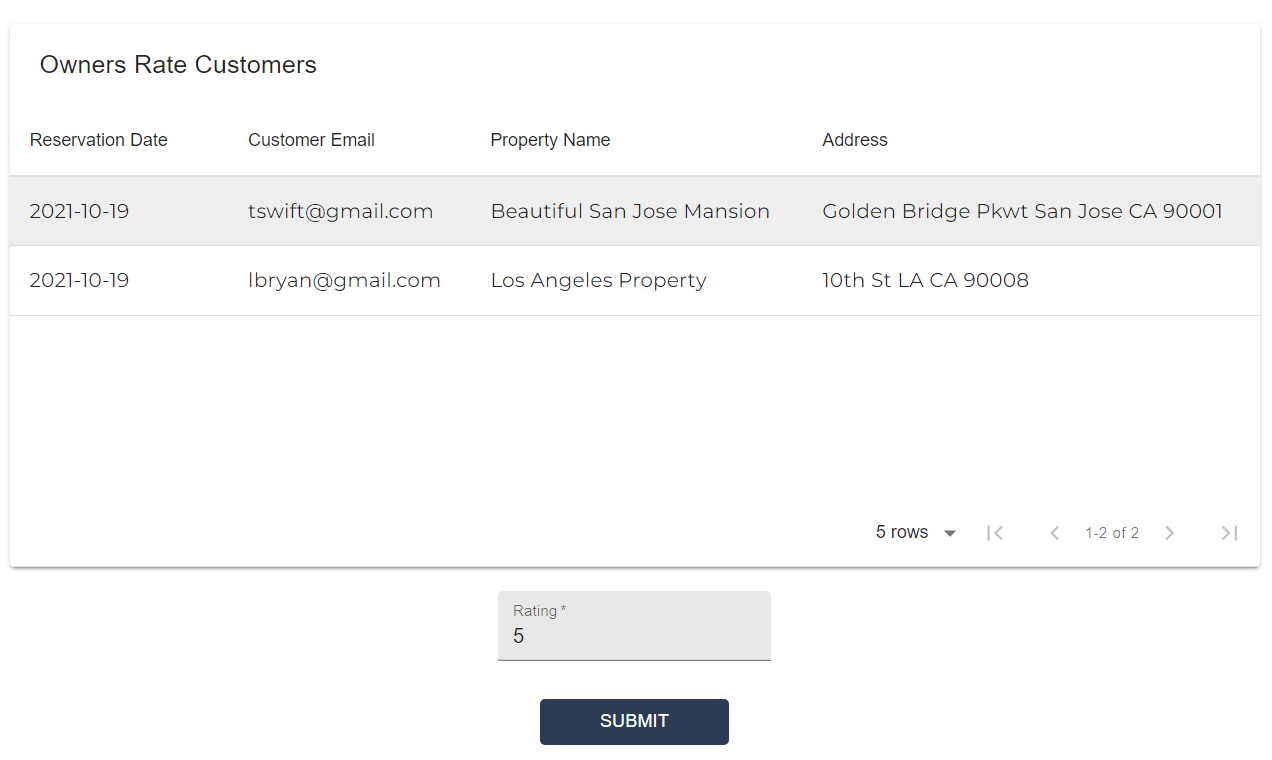 Owners Rate Customers
Reservation Date Customer Email Property Name Address
2021-10-19 tswift@gmail.com Beautiful San Jose Mansion Golden Bridge Pkwt San Jose CA 90001
2021-10-19 lbryan@gmail.com Los Angeles Property 10th St LA CA 90008
5 rows 1-2 of 2
Rating *
5
SUBMIT